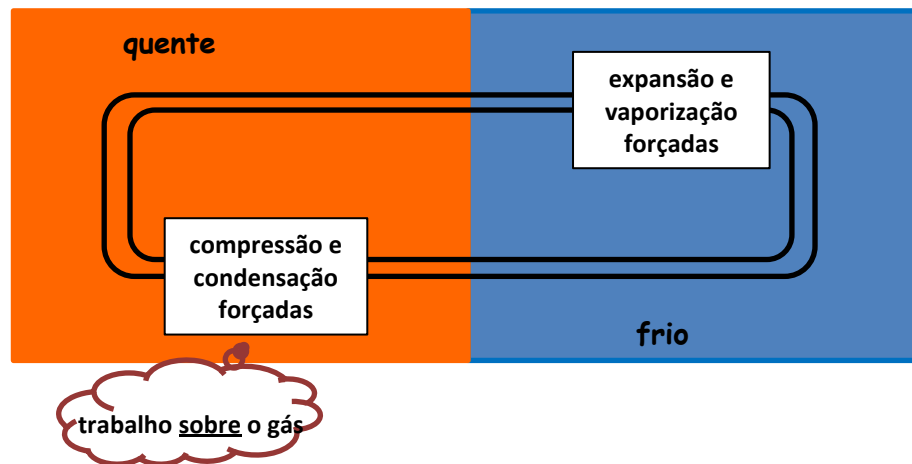 quente
expansão e
vaporização
forçadas
compressão e
condensação
forçadas
frio
trabalho sobre o gás